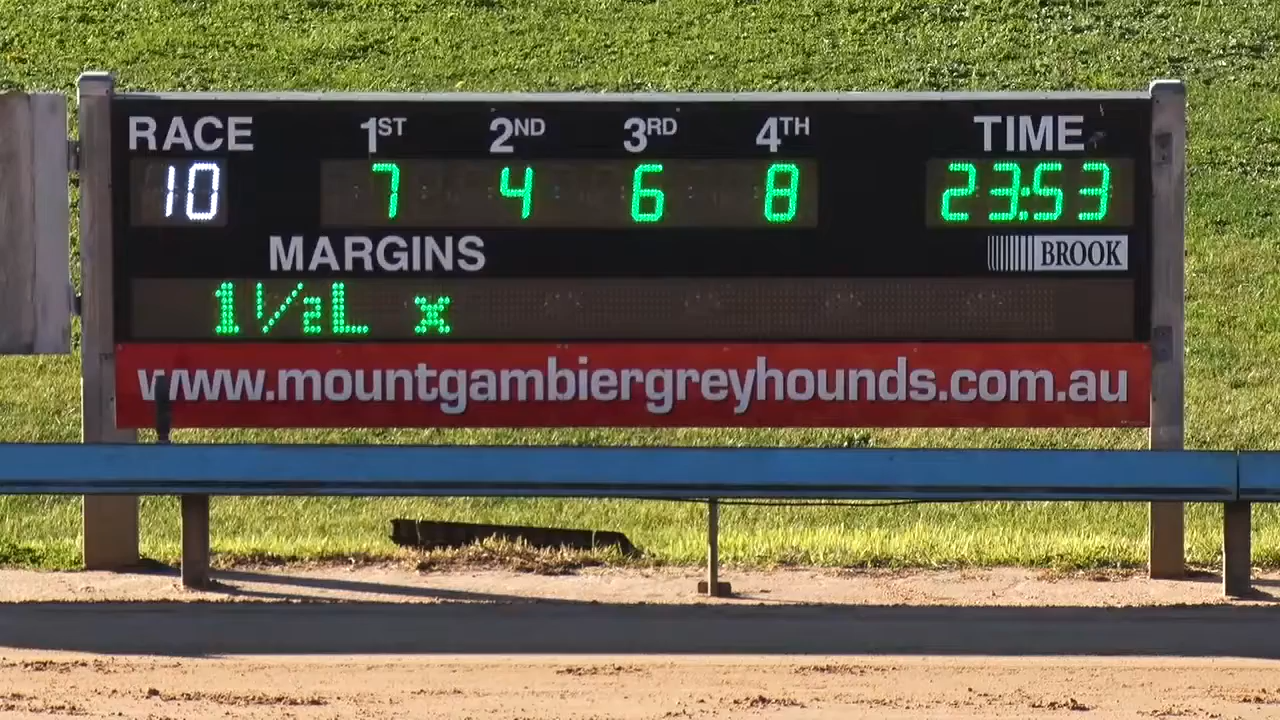 RACE 1ST 2ND 3RD 4TH TIME
10 7 4 6 8 23:53
MARGINS BROOK
1½L x
www.mountgambiergreyhounds.com.au